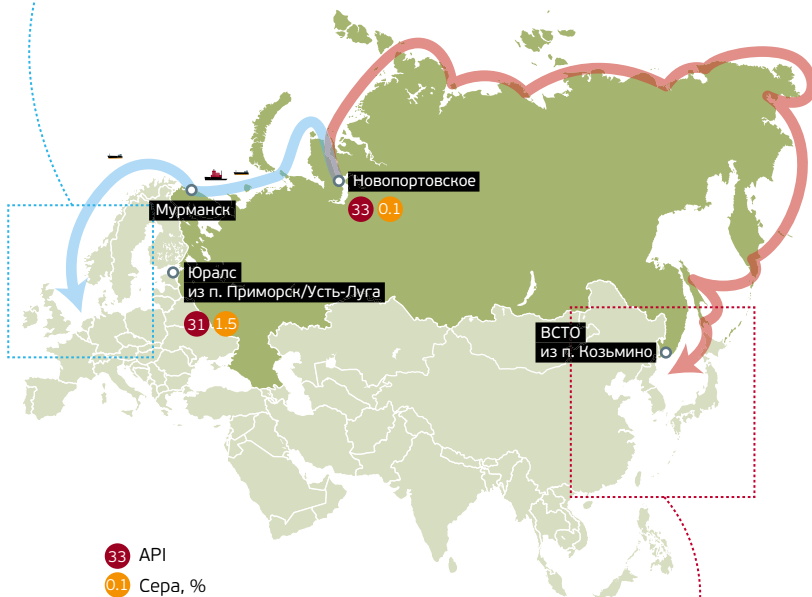 Новопортовское
Мурманск
33 0.1
Юралс
из п. Приморск/Усть-Луга
31 1.5
ВСТО
из п. Козьмино
33 API
0.1 Сера, %